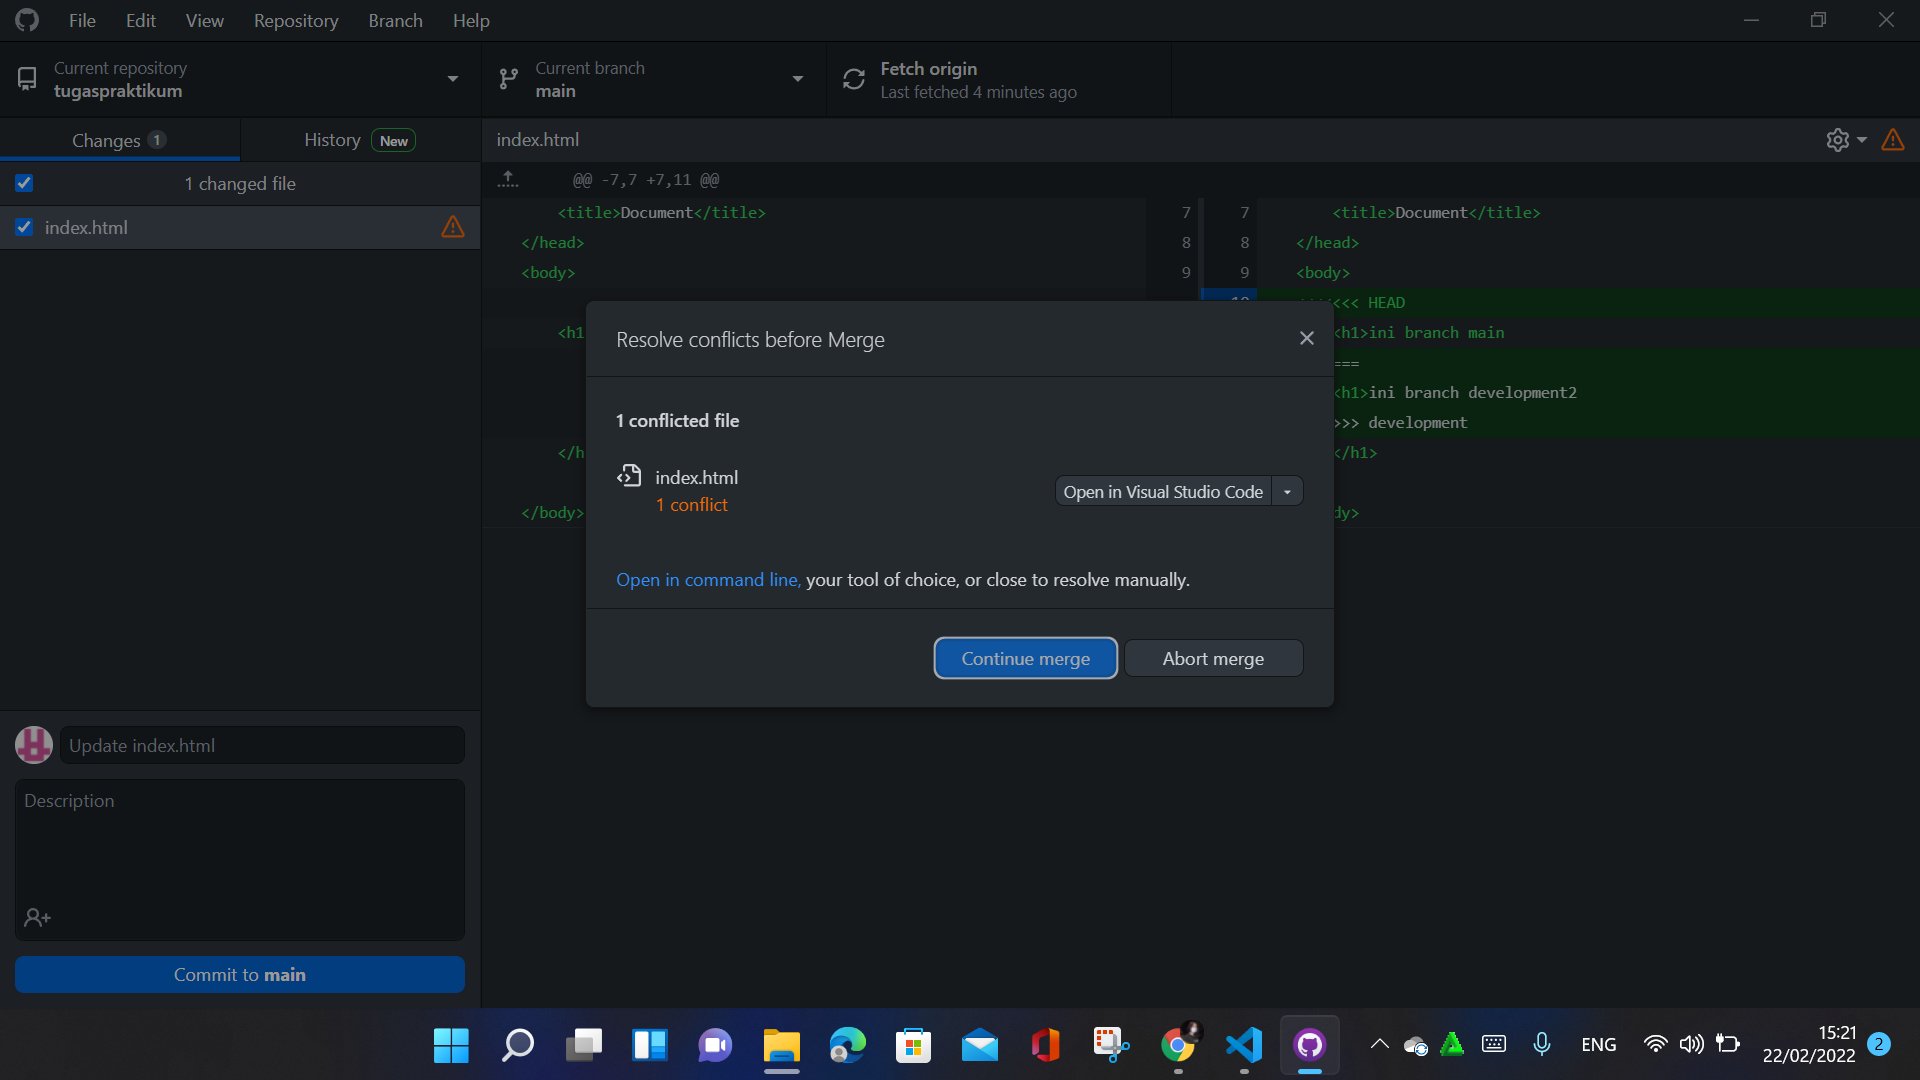 File Edit View Repository Branch Help
Current repository
tugaspraktikum
Current branch
main
Fetch origin
Last fetched 4 minutes ago
Changes 1
History New
index.html
1 changed file
index.html
@@ -7,7 +7,11 @@
<title>Document</title> 7
</head> 8
<body> 9
<h1
</h
</body>
7 <title>Document</title>
8 </head>
9 <body>
<<< HEAD
<h1>ini branch main
===
<h1>ini branch development2
>>> development
</h1>
dy>
Resolve conflicts before Merge
1 conflicted file
index.html
1 conflict
Open in Visual Studio Code
Open in command line, your tool of choice, or close to resolve manually.
Continue merge
Abort merge
Update index.html
Description
Commit to main
ENG
15:21
22/02/2022
2